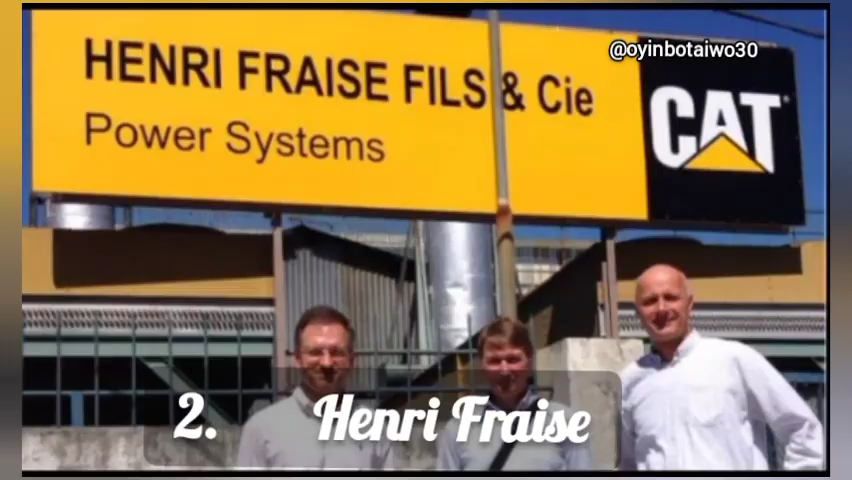 @oyinbotaiwo30
HENRI FRAISE FILS & Cie
Power Systems
CAT
2. Henri Fraise